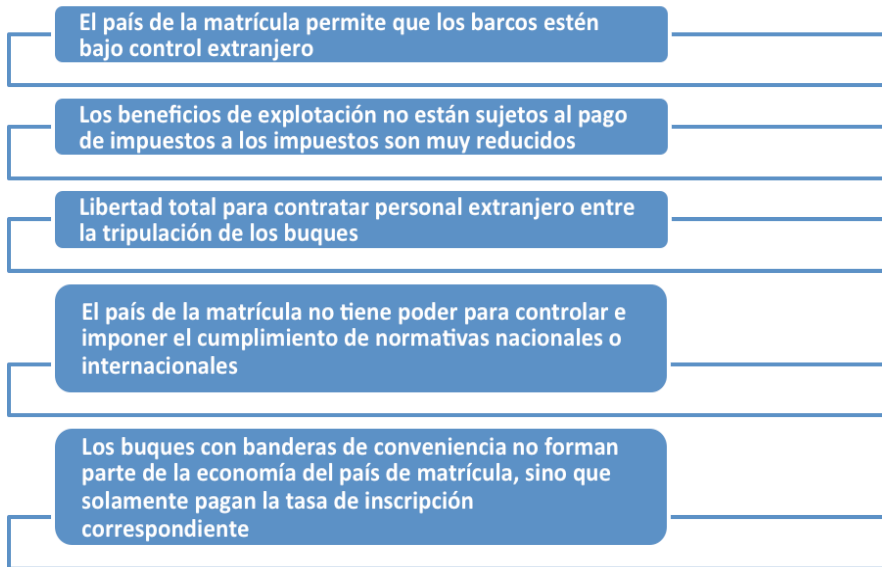 El país de la matrícula permite que los barcos estén
bajo control extranjero
Los beneficios de explotación no están sujetos al pago
de impuestos a los impuestos son muy reducidos
Libertad total para contratar personal extranjero entre
la tripulación de los buques
El país de la matrícula no tiene poder para controlar e
imponer el cumplimiento de normativas nacionales o
internacionales
Los buques con banderas de conveniencia no forman
parte de la economía del país de matrícula, sino que
solamente pagan la tasa de inscripción
correspondiente